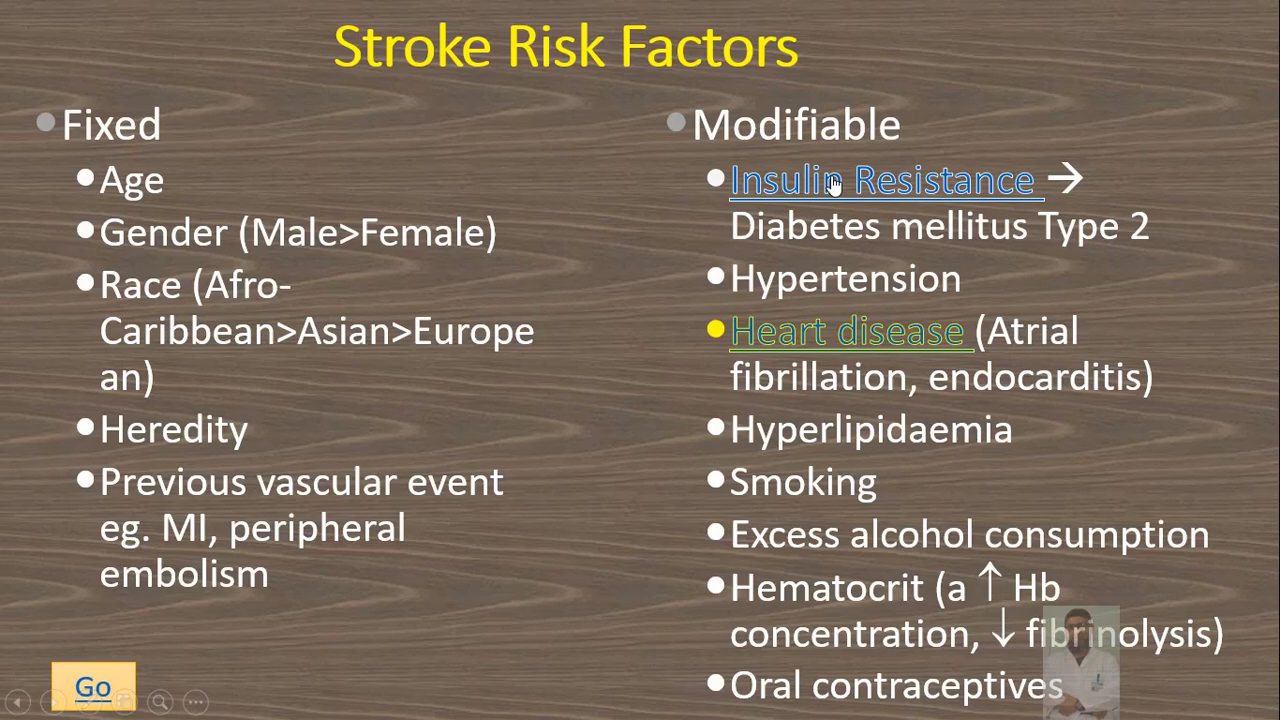 Stroke Risk Factors
Fixed
Age
Gender (Male>Female)
Race (Afro-
Caribbean>Asian>Europe
an)
Heredity
Previous vascular event
eg. MI, peripheral
embolism
Modifiable
Insulin Resistance →
Diabetes mellitus Type 2
Hypertension
Heart disease (Atrial
fibrillation, endocarditis)
Hyperlipidaemia
Smoking
Excess alcohol consumption
Hematocrit (a ↑ Hb
concentration, ↓ fibrinolysis)
Oral contraceptives
Go